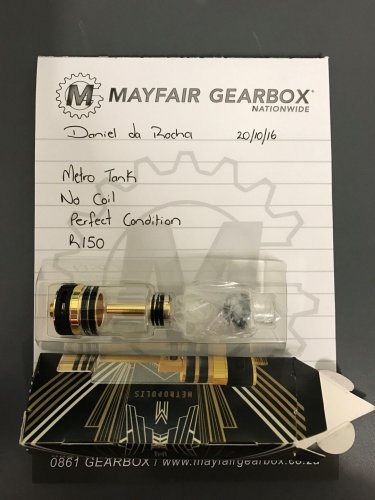 M MAYFAIR GEARBOX®
NATIONWIDE
Daniel da Rocha 20/10/16
Metro Tank
No Coil
Perfect Condition
R150
METROPOLIS
0861 GEARBOX / www.mayfairgearbox.co.za